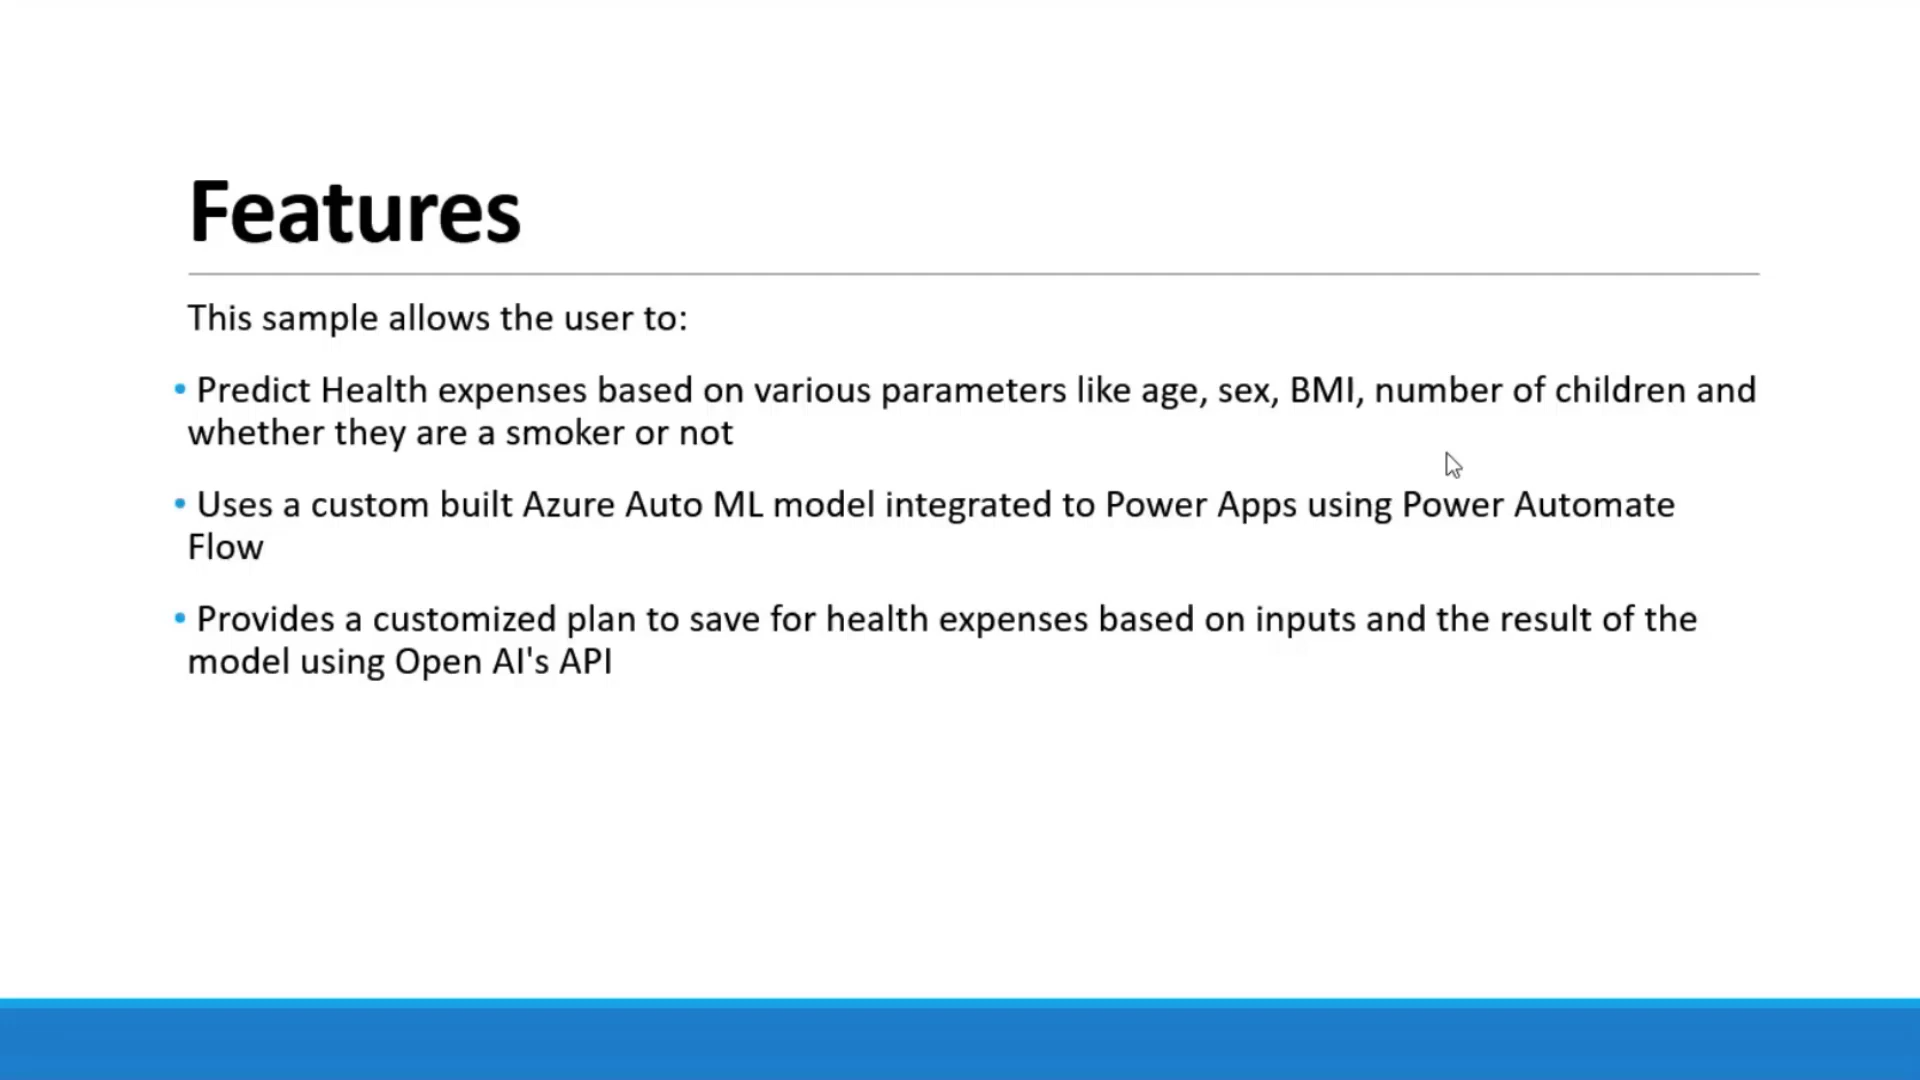 Features
This sample allows the user to:
• Predict Health expenses based on various parameters like age, sex, BMI, number of children and
whether they are a smoker or not
• Uses a custom built Azure Auto ML model integrated to Power Apps using Power Automate
Flow
• Provides a customized plan to save for health expenses based on inputs and the result of the
model using Open AI's API